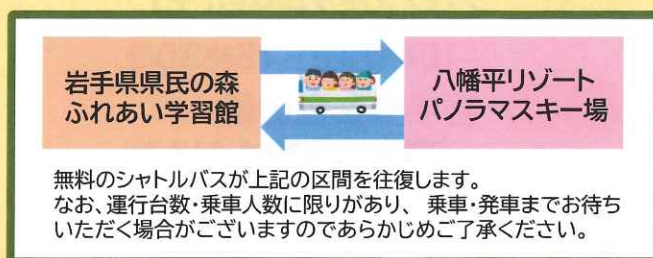 岩手県県民の森
ふれあい学習館
八幡平リゾート
パノラマスキー場
無料のシャトルバスが上記の区間を往復します。
なお、運行台数・乗車人数に限りがあり、 乗車・発車までお待ち
いただく場合がございますのであらかじめご了承ください。